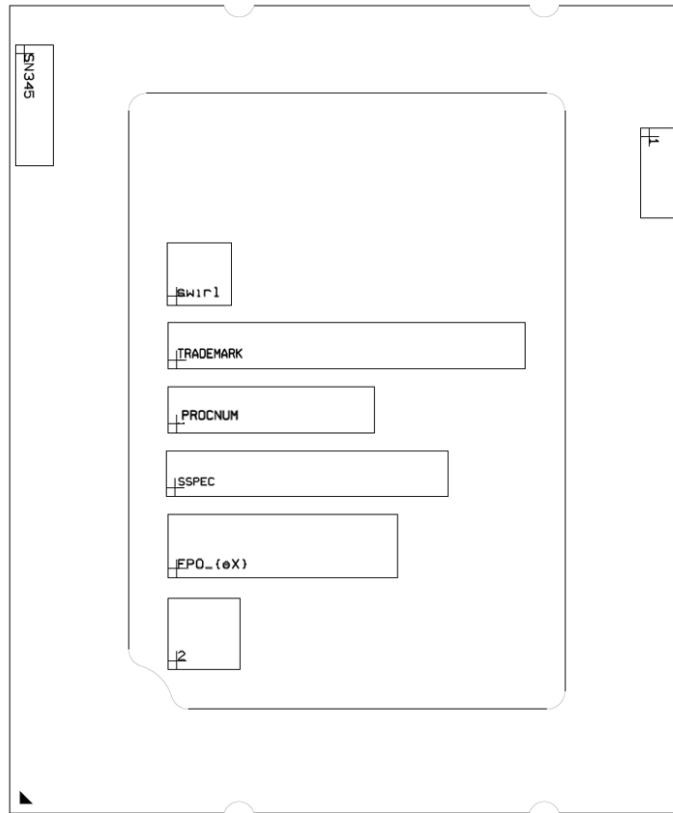 SN345
1
swirl
TRADEMARK
PROCNUM
SSPEC
FPO_{eX}
2